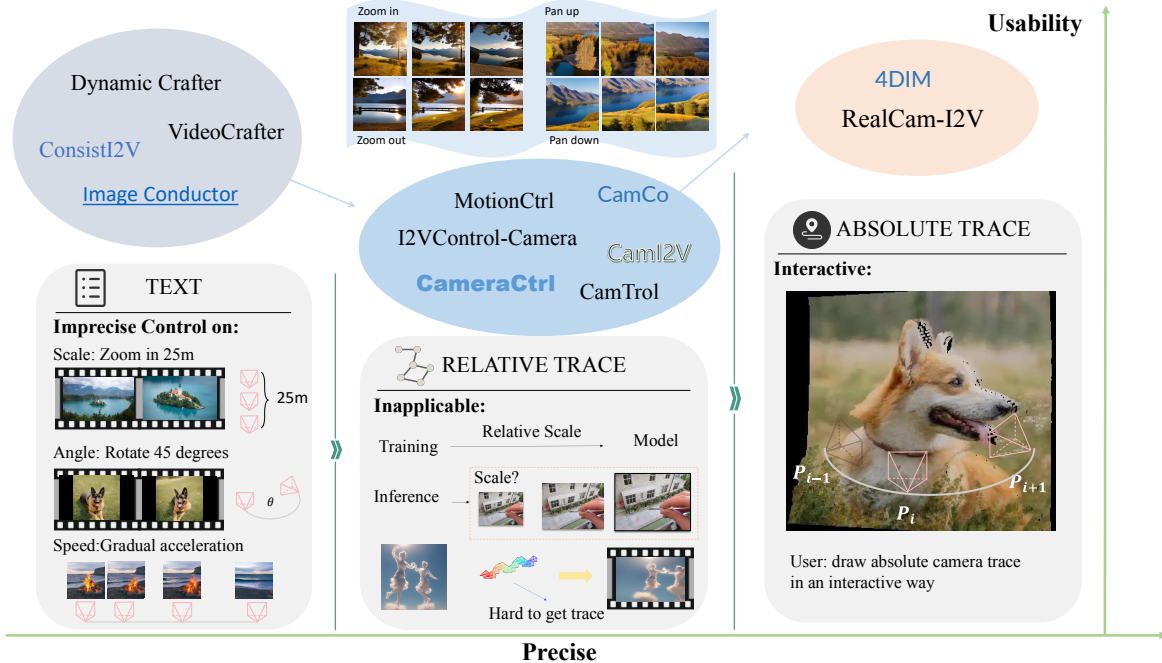 Usability
Zoom in
Pan up
Zoom out
Pan down
Dynamic Crafter
VideoCrafter
ConsistI2V
Image Conductor
MotionCtrl
CamCo
I2VControl-Camera
CamI2V
CameraCtrl
CamTrol
4DIM
RealCam-I2V
TEXT
Imprecise Control on:
Scale: Zoom in 25m
25m
Angle: Rotate 45 degrees
θ
Speed:Gradual acceleration
RELATIVE TRACE
Inapplicable:
Training
Relative Scale
Model
Inference
Scale?
Hard to get trace
ABSOLUTE TRACE
Interactive:
P_{i-1}
P_i
P_{i+1}
User: draw absolute camera trace
in an interactive way
Precise